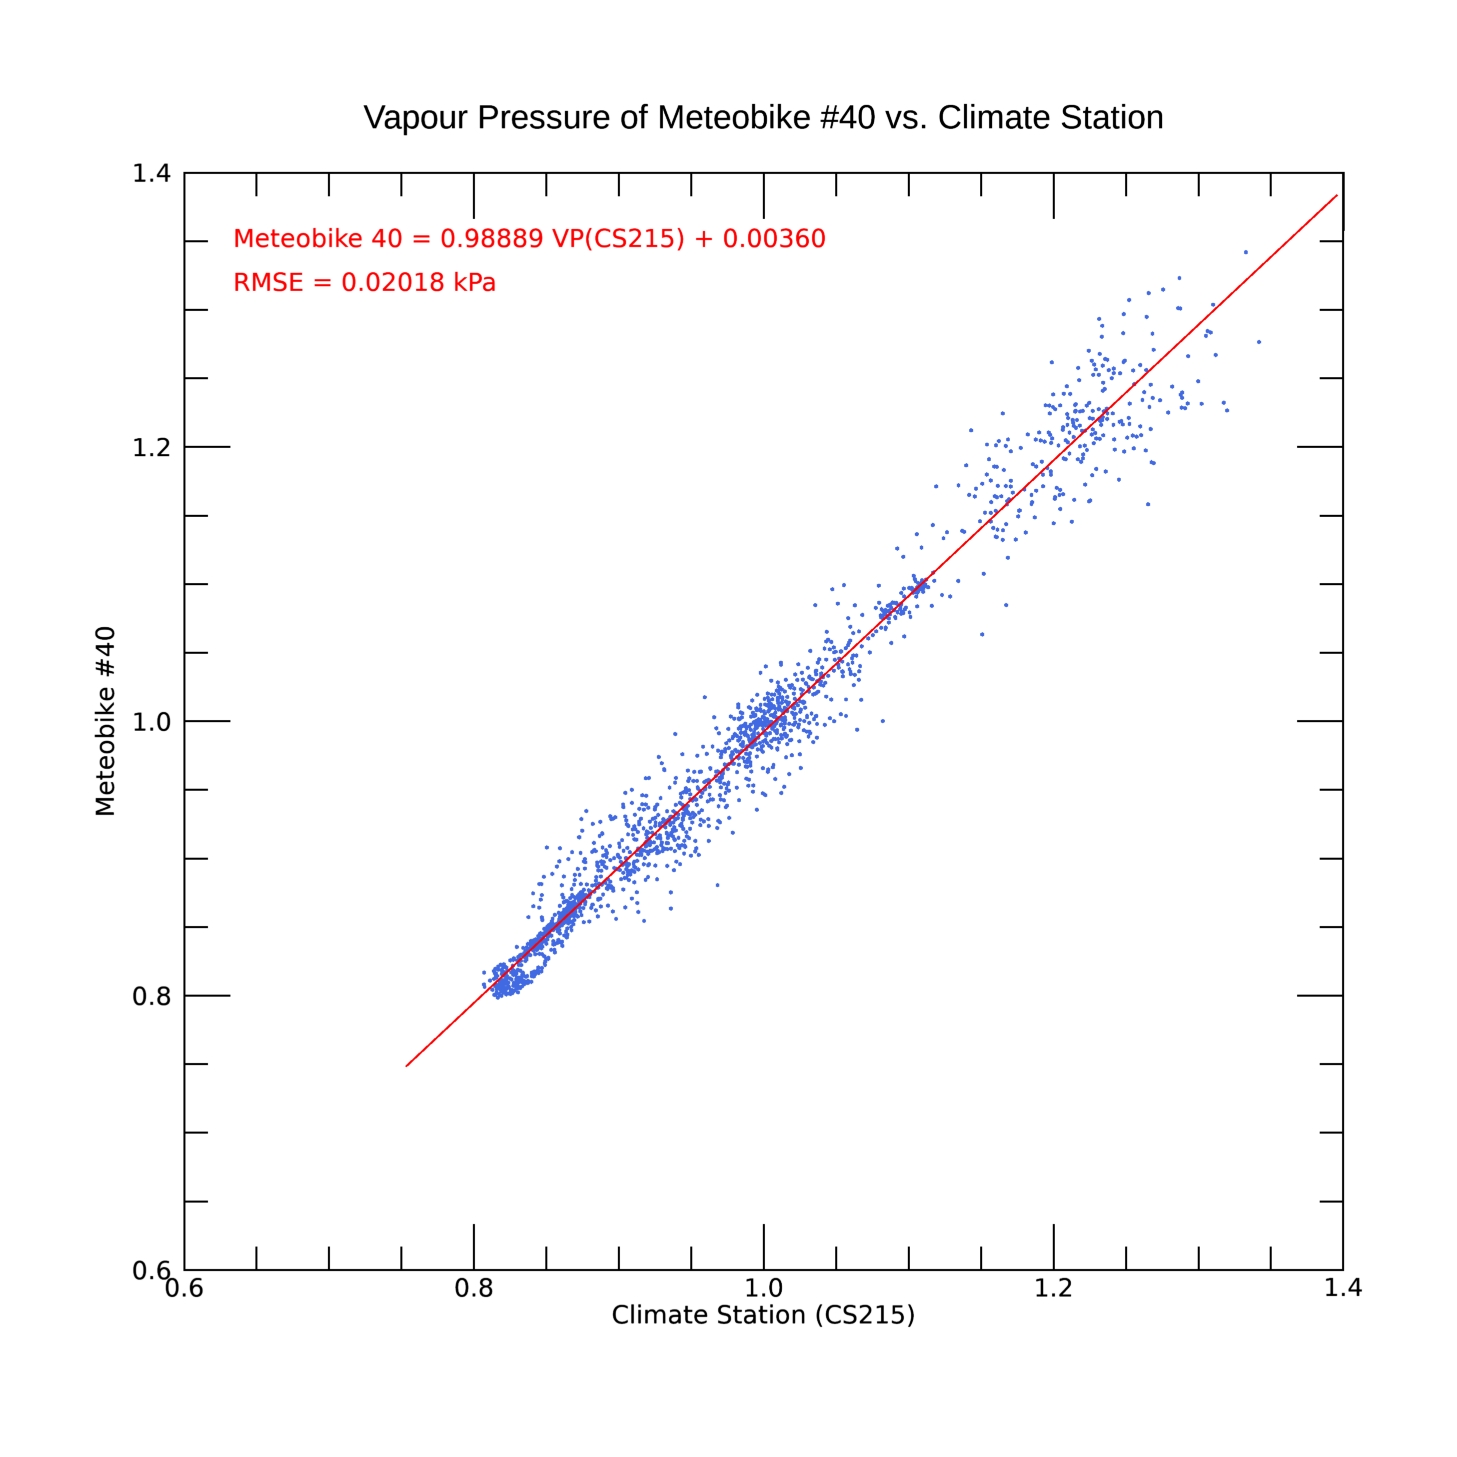 Vapour Pressure of Meteobike #40 vs. Climate Station
1.4
Meteobike 40 = 0.98889 VP(CS215) + 0.00360
RMSE = 0.02018 kPa
1.2
Meteobike #40
1.0
0.8
0.6
0.6 0.8 1.0 1.2 1.4
Climate Station (CS215)